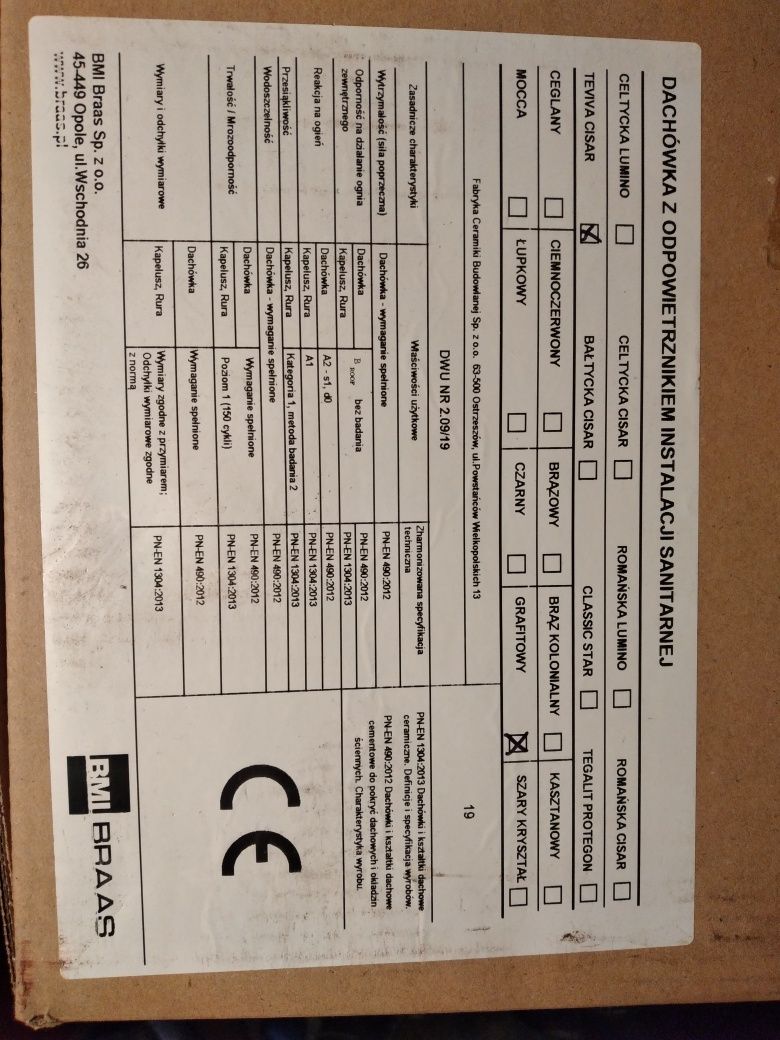 DACHÓWKA Z ODPOWIETRZNIKIEM INSTALACJI SANITARNEJ
CELTYCKA LUMINO CELTYCKA CISAR ROMAŃSKA LUMINO ROMAŃSKA CISAR
TEVIVA CISAR BAŁTYCKA CISAR CLASSIC STAR TEGALIT PROTEGON
CEGLANY CIEMNOCZERWONY BRĄZOWY BRĄZ KOLONIALNY KASZTANOWY
MOCCA ŁUPKOWY CZARNY GRAFITOWY SZARY KRYSZTAŁ
Fabryka Ceramiki Budowlanej Sp. z o.o. 63-500 Ostrzeszów, ul.Powstańców Wielkopolskich 13
19
DWU NR 2.09/19
Zasadnicze charakterystyki
Właściwości użytkowe
Zharmonizowana specyfikacja
techniczna
Wytrzymałość (siła poprzeczna)
Dachówka - wymaganie spełnione
PN-EN 490:2012
Odporność na działanie ognia
zewnętrznego
Dachówka
Kapelusz, Rura
B ROOF bez badania
PN-EN 490:2012
PN-EN 1304:2013
Reakcja na ogień
Dachówka A2 - s1, d0 PN-EN 490:2012
Kapelusz, Rura A1 PN-EN 1304:2013
Przesiąkliwość Kapelusz, Rura Kategoria 1, metoda badania 2 PN-EN 1304:2013
Wodoszczelność Dachówka - wymaganie spełnione PN-EN 490:2012
Trwałość / Mrozoodporność
Dachówka Wymaganie spełnione PN-EN 490:2012
Kapelusz, Rura Poziom 1 (150 cykli) PN-EN 1304:2013
Wymiary i odchyłki wymiarowe
Dachówka Wymaganie spełnione PN-EN 490:2012
Kapelusz, Rura
Wymiary zgodne z przymiarem;
Odchyłki wymiarowe zgodne
z normą
PN-EN 1304:2013
PN-EN 1304:2013 Dachówki i kształtki dachowe
ceramiczne. Definicje i specyfikacja wyrobów.
PN-EN 490:2012 Dachówki i kształtki dachowe
cementowe do pokryć dachowych i okładzin
ściennych. Charakterystyka wyrobu.
CE
BMI Braas Sp. z o.o.
45-449 Opole, ul.Wschodnia 26
www.braas.pl
BMI BRAAS